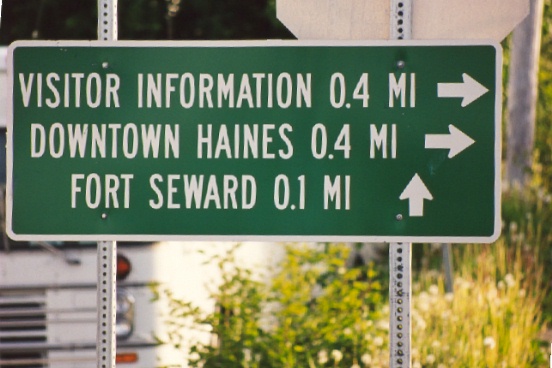 VISITOR INFORMATION 0.4 MI →
DOWNTOWN HAINES 0.4 MI →
FORT SEWARD 0.1 MI ↑